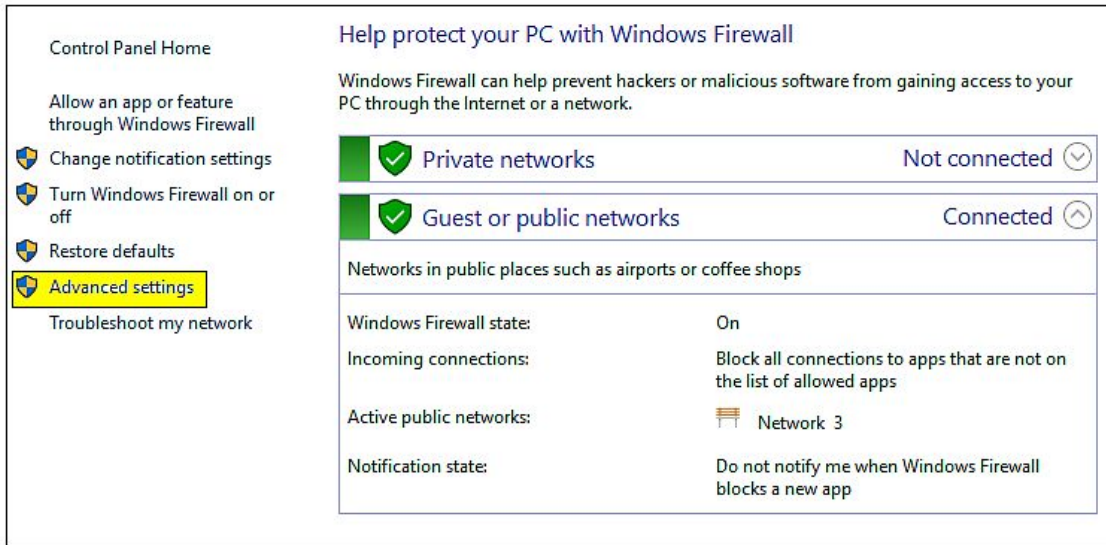 Control Panel Home
Allow an app or feature
through Windows Firewall
Change notification settings
Turn Windows Firewall on or
off
Restore defaults
Advanced settings
Troubleshoot my network
Help protect your PC with Windows Firewall
Windows Firewall can help prevent hackers or malicious software from gaining access to your
PC through the Internet or a network.
Private networks Not connected
Guest or public networks Connected
Networks in public places such as airports or coffee shops
Windows Firewall state: On
Incoming connections: Block all connections to apps that are not on
the list of allowed apps
Active public networks: Network 3
Notification state: Do not notify me when Windows Firewall
blocks a new app